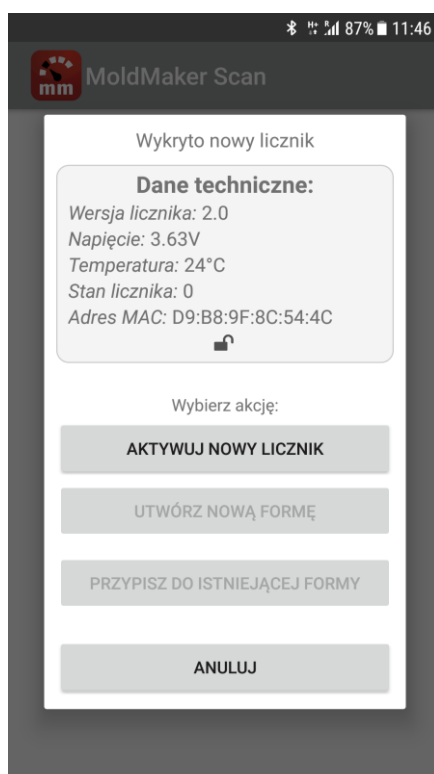 87% 11:46
mm MoldMaker Scan
Wykryto nowy licznik
Dane techniczne:
Wersja licznika: 2.0
Napięcie: 3.63V
Temperatura: 24°C
Stan licznika: 0
Adres MAC: D9:B8:9F:8C:54:4C
Wybierz akcję:
AKTYWUJ NOWY LICZNIK
UTWÓRZ NOWĄ FORMĘ
PRZYPISZ DO ISTNIEJĄCEJ FORMY
ANULUJ